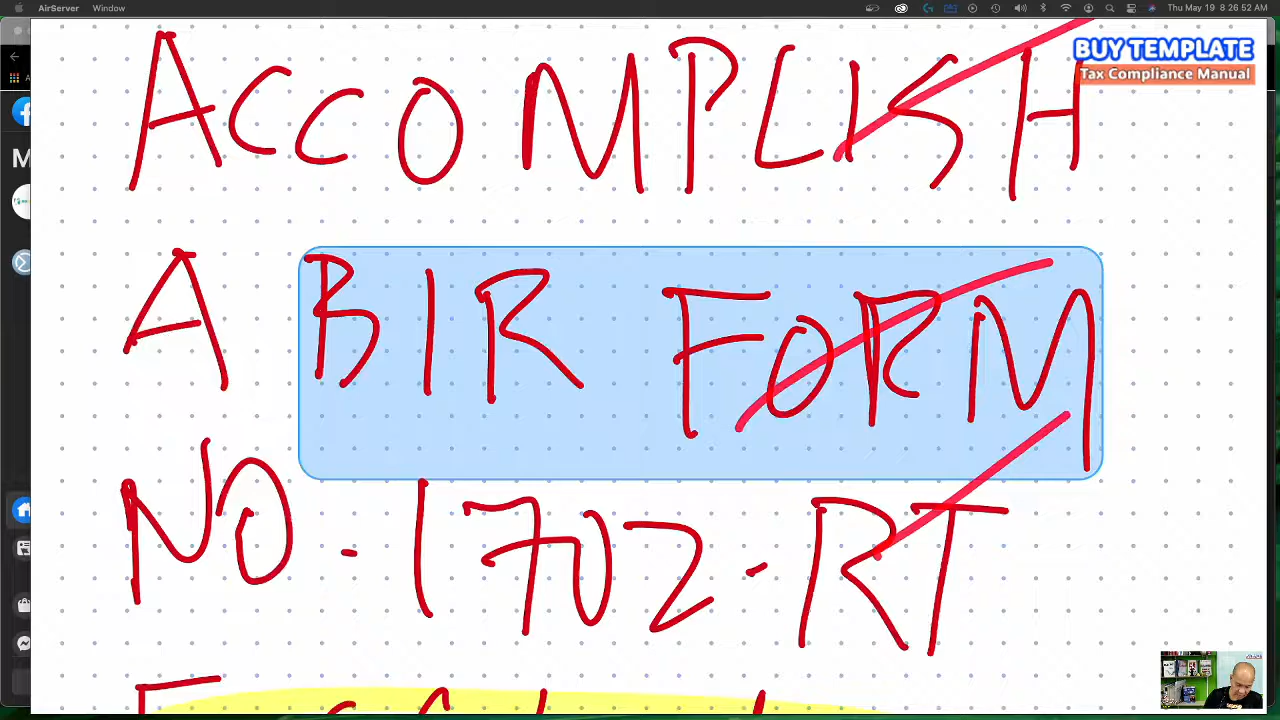 AirServer Window Thu May 19 8:26:52 AM
BUY TEMPLATE
Tax Compliance Manual
ACCOMPLISH
A BIR FORM
NO. 1702-RT